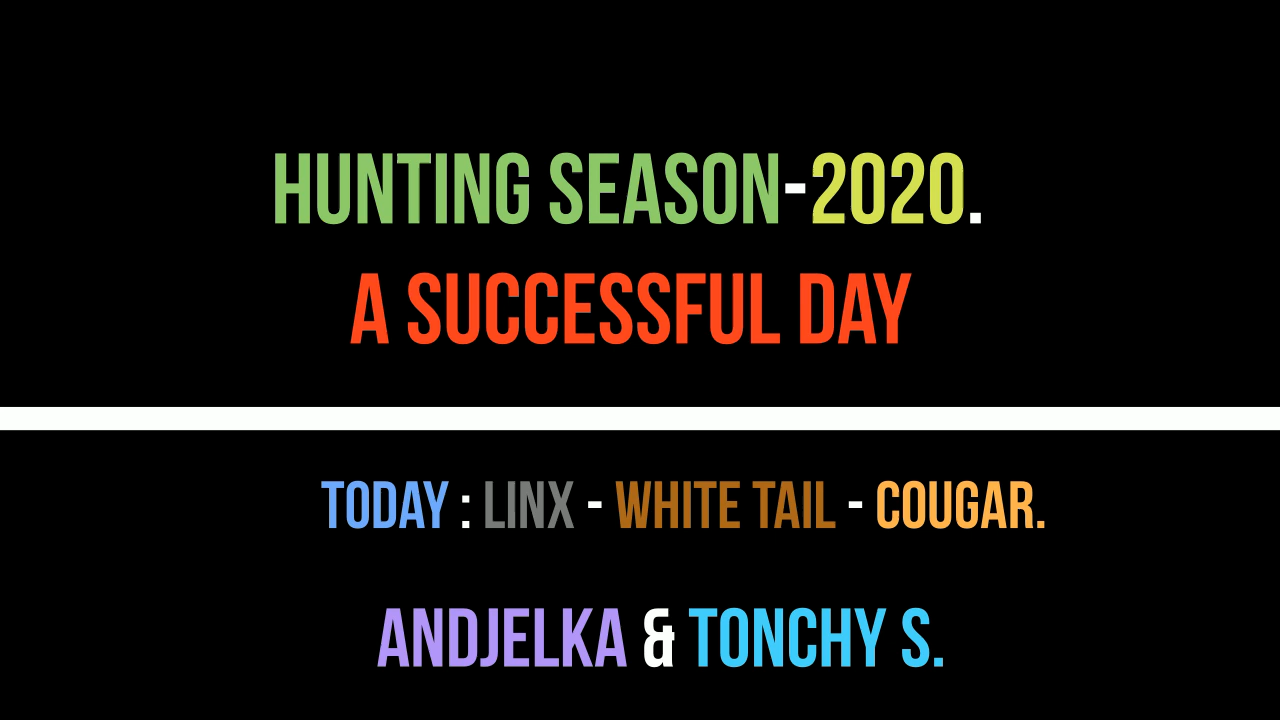 HUNTING SEASON-2020.
A SUCCESSFUL DAY
TODAY : LINX - WHITE TAIL - COUGAR.
ANDJELKA & TONCHY S.